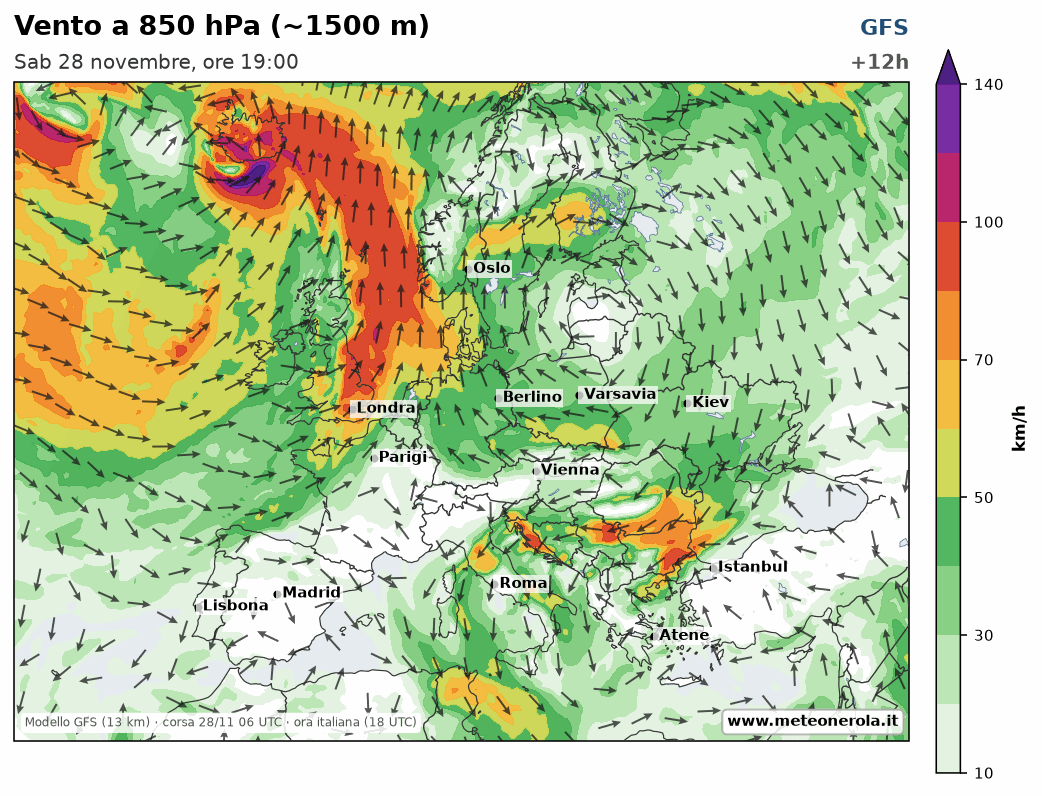 Vento a 850 hPa (~1500 m)
GFS
Sab 28 novembre, ore 19:00
+12h
140
100
70
50
30
10
km/h
Oslo
Londra
Berlino
Varsavia
Kiev
Parigi
Vienna
Istanbul
Roma
Madrid
Lisbona
Atene
Modello GFS (13 km) · corsa 28/11 06 UTC · ora italiana (18 UTC)
www.meteonerola.it